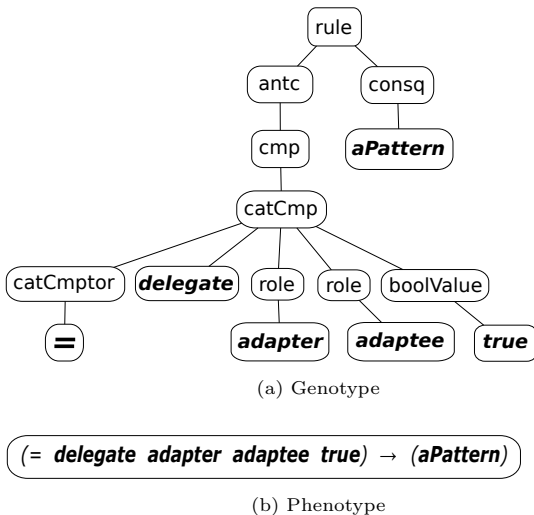 rule
antc consq
cmp aPattern
catCmp
catCmptor delegate role role boolValue
= adapter adaptee true
(a) Genotype
(= delegate adapter adaptee true) → (aPattern)
(b) Phenotype